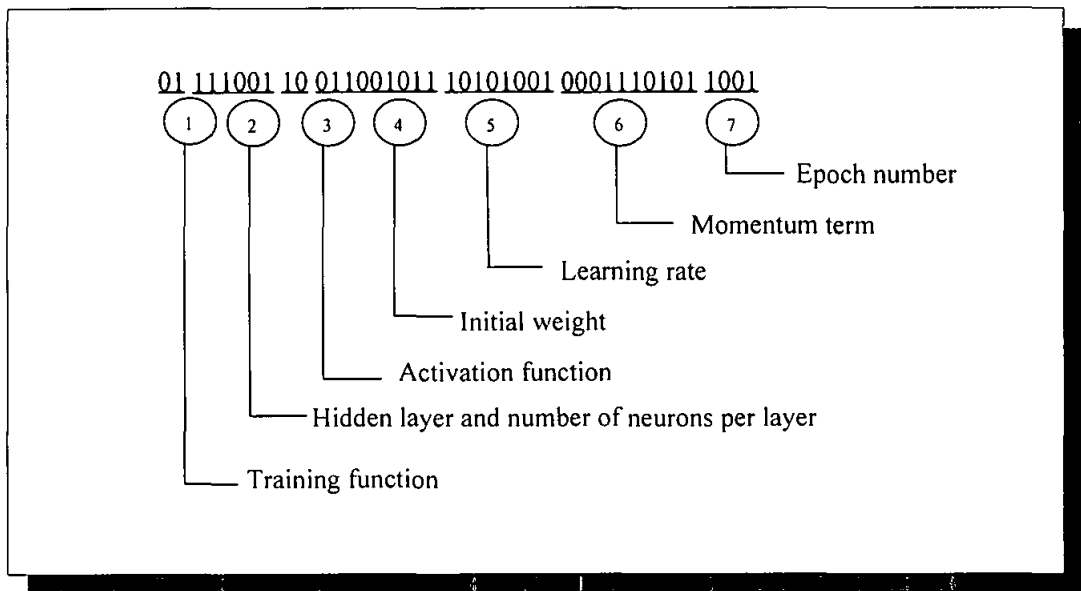 01 111001 10 011001011 10101001 0001110101 1001
1 2 3 4 5 6 7
Epoch number
Momentum term
Learning rate
Initial weight
Activation function
Hidden layer and number of neurons per layer
Training function